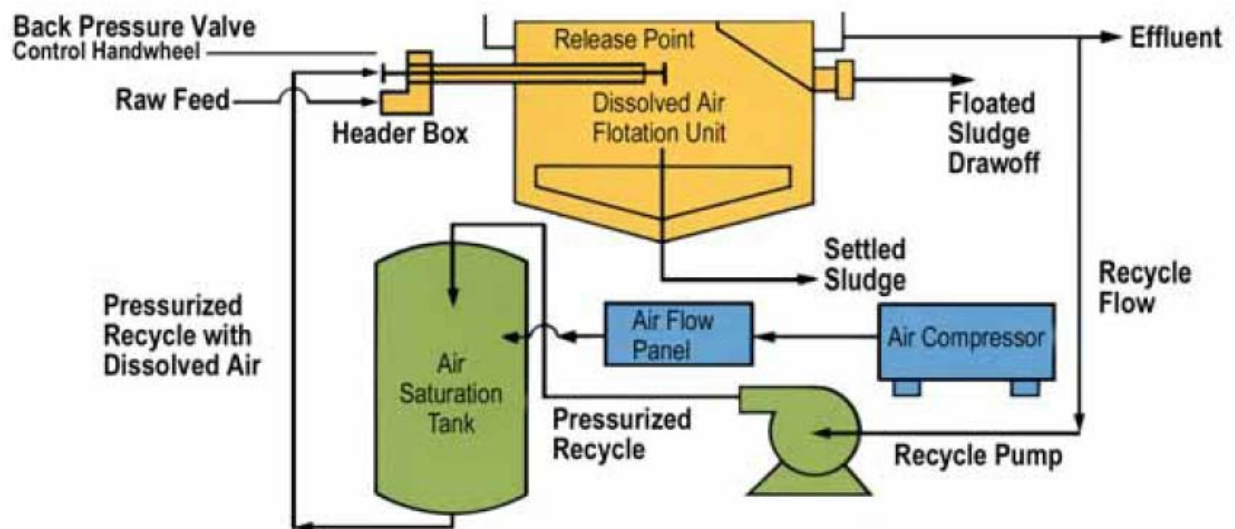 Back Pressure Valve
Control Handwheel
Raw Feed
Header Box
Release Point
Dissolved Air
Flotation Unit
Effluent
Floated
Sludge
Drawoff
Settled
Sludge
Recycle
Flow
Pressurized
Recycle with
Dissolved Air
Air
Saturation
Tank
Air Flow
Panel
Air Compressor
Pressurized
Recycle
Recycle Pump